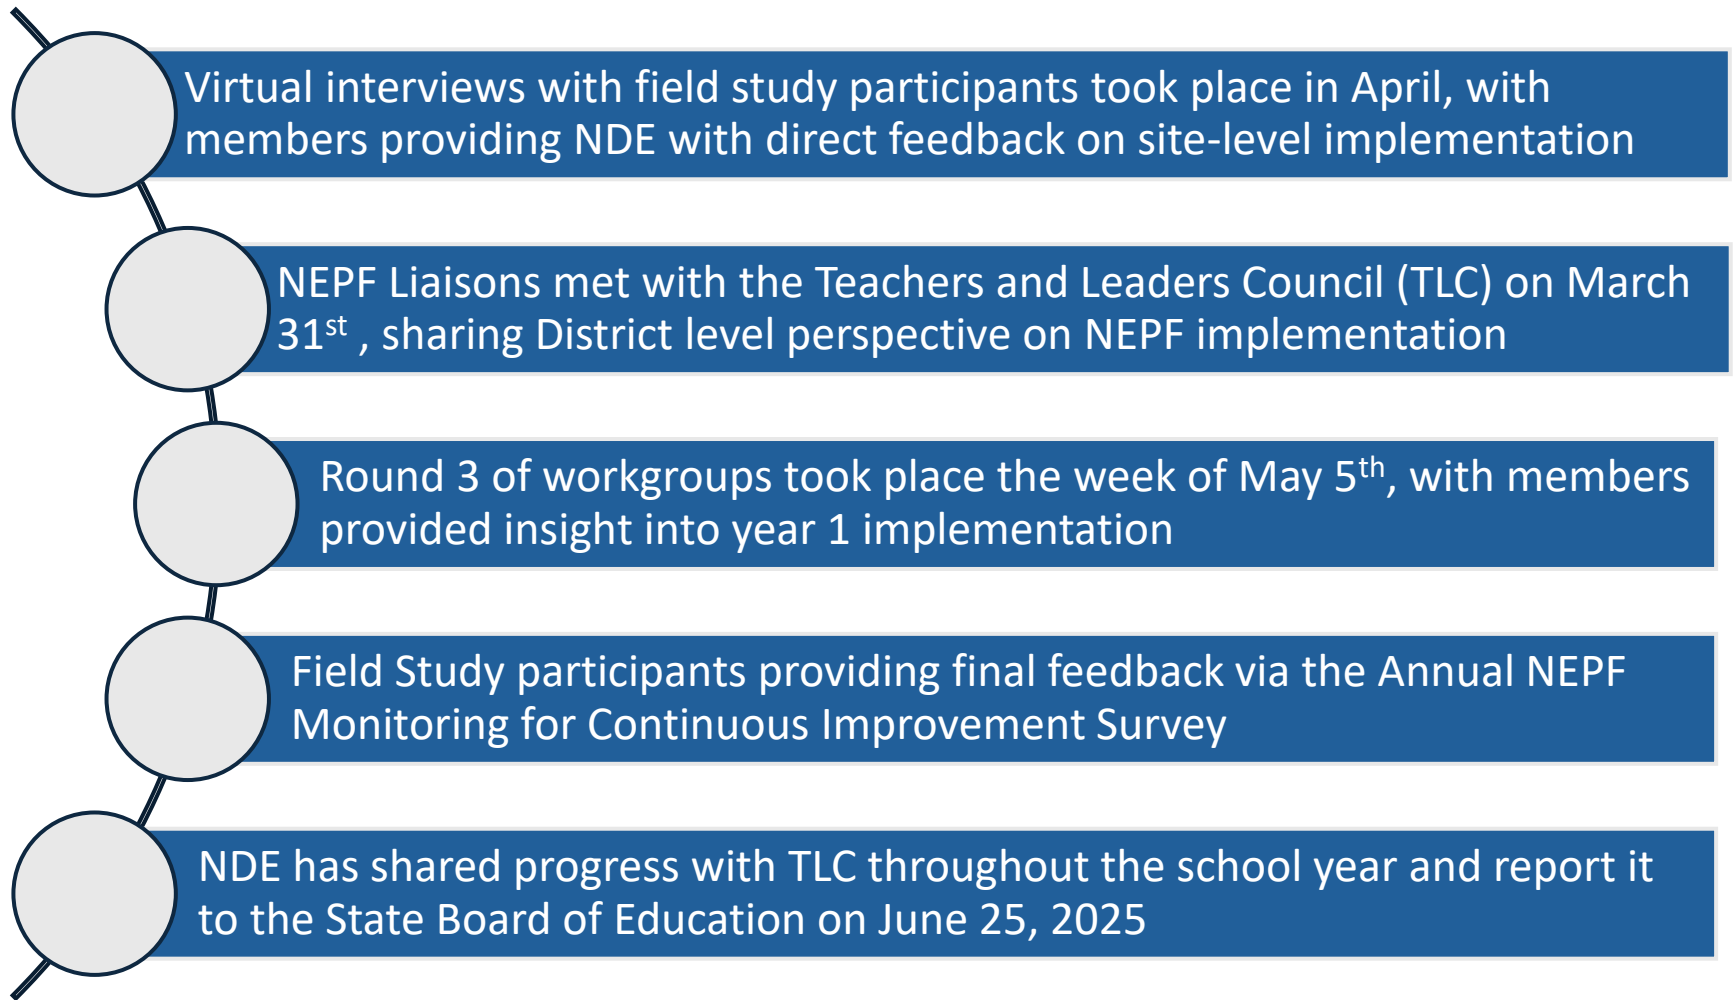 Virtual interviews with field study participants took place in April, with
members providing NDE with direct feedback on site-level implementation
NEPF Liaisons met with the Teachers and Leaders Council (TLC) on March
31st , sharing District level perspective on NEPF implementation
Round 3 of workgroups took place the week of May 5th, with members
provided insight into year 1 implementation
Field Study participants providing final feedback via the Annual NEPF
Monitoring for Continuous Improvement Survey
NDE has shared progress with TLC throughout the school year and report it
to the State Board of Education on June 25, 2025